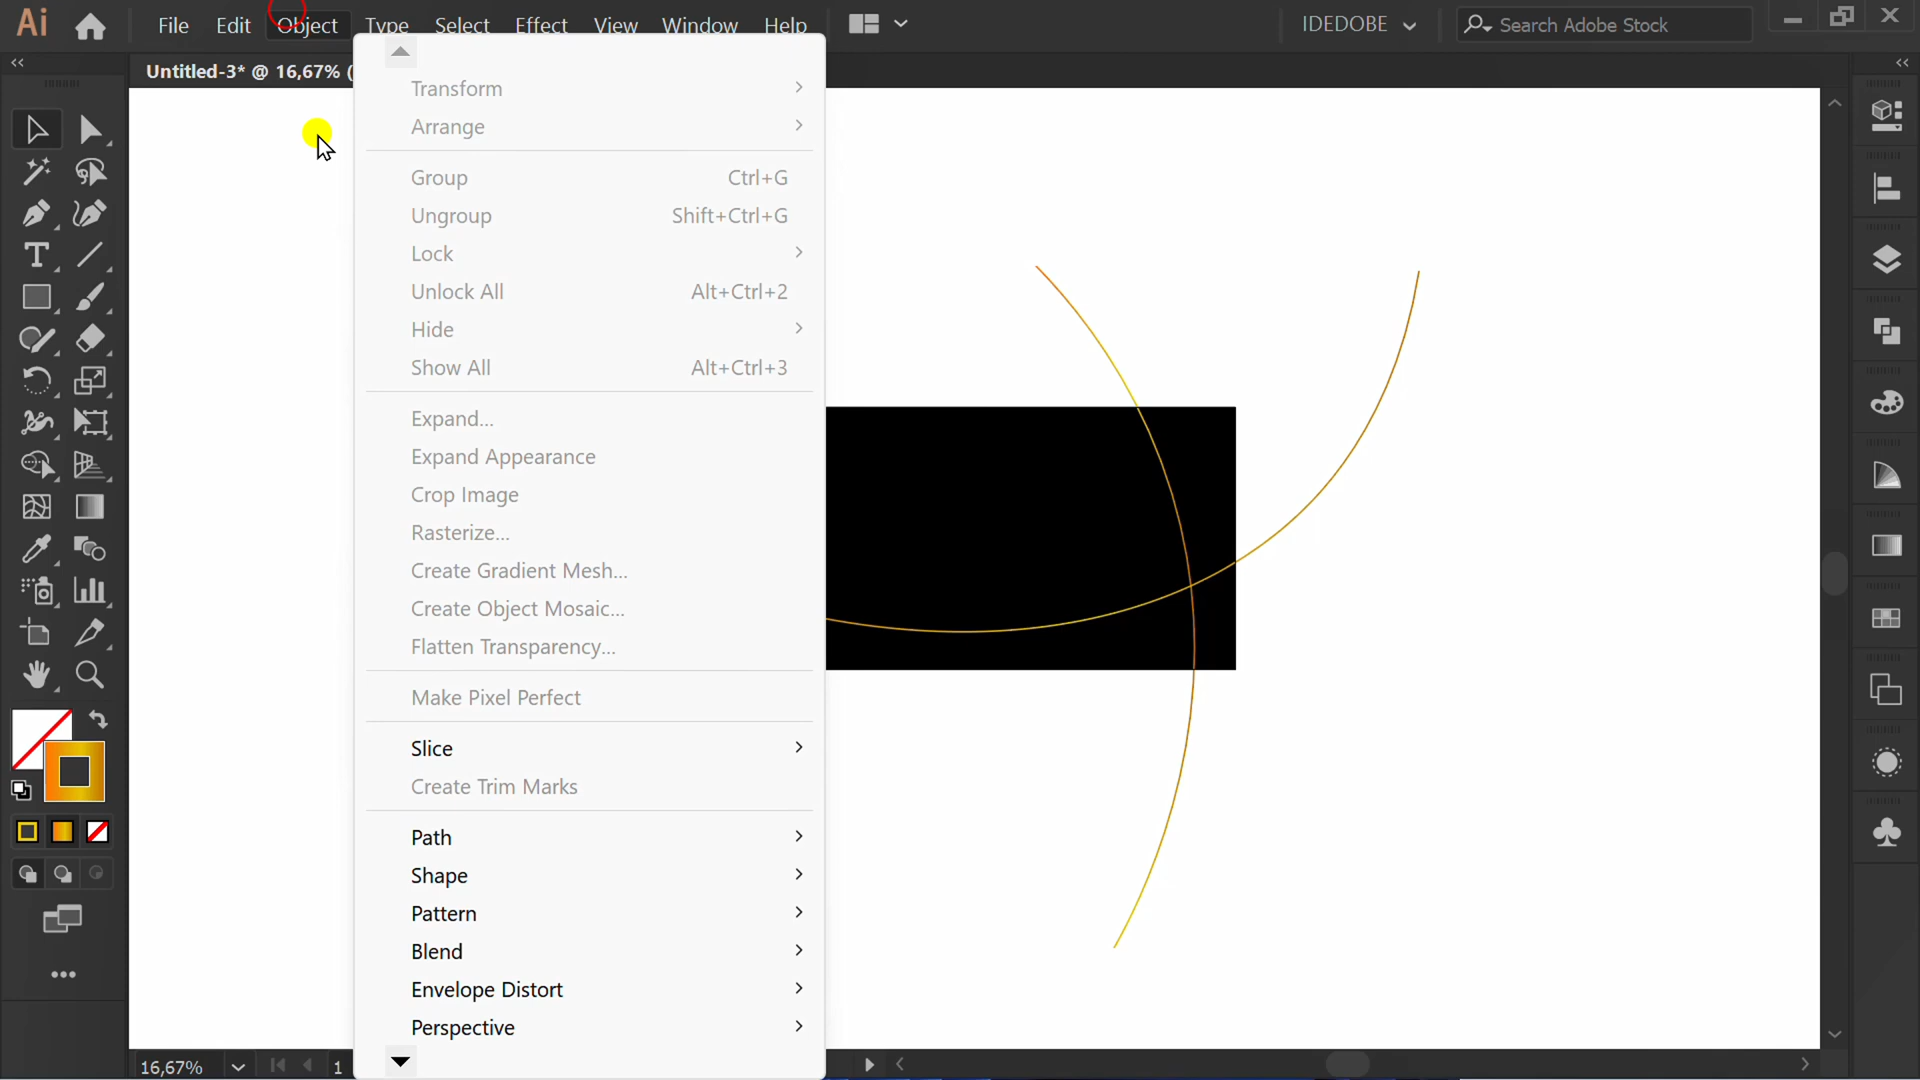 Ai File Edit Object Type Select Effect View Window Help IDEDOBE Search Adobe Stock
Untitled-3* @ 16,67% (
Transform
Arrange
Group Ctrl+G
Ungroup Shift+Ctrl+G
Lock
Unlock All Alt+Ctrl+2
Hide
Show All Alt+Ctrl+3
Expand...
Expand Appearance
Crop Image
Rasterize...
Create Gradient Mesh...
Create Object Mosaic...
Flatten Transparency...
Make Pixel Perfect
Slice
Create Trim Marks
Path
Shape
Pattern
Blend
Envelope Distort
Perspective
16,67% 1